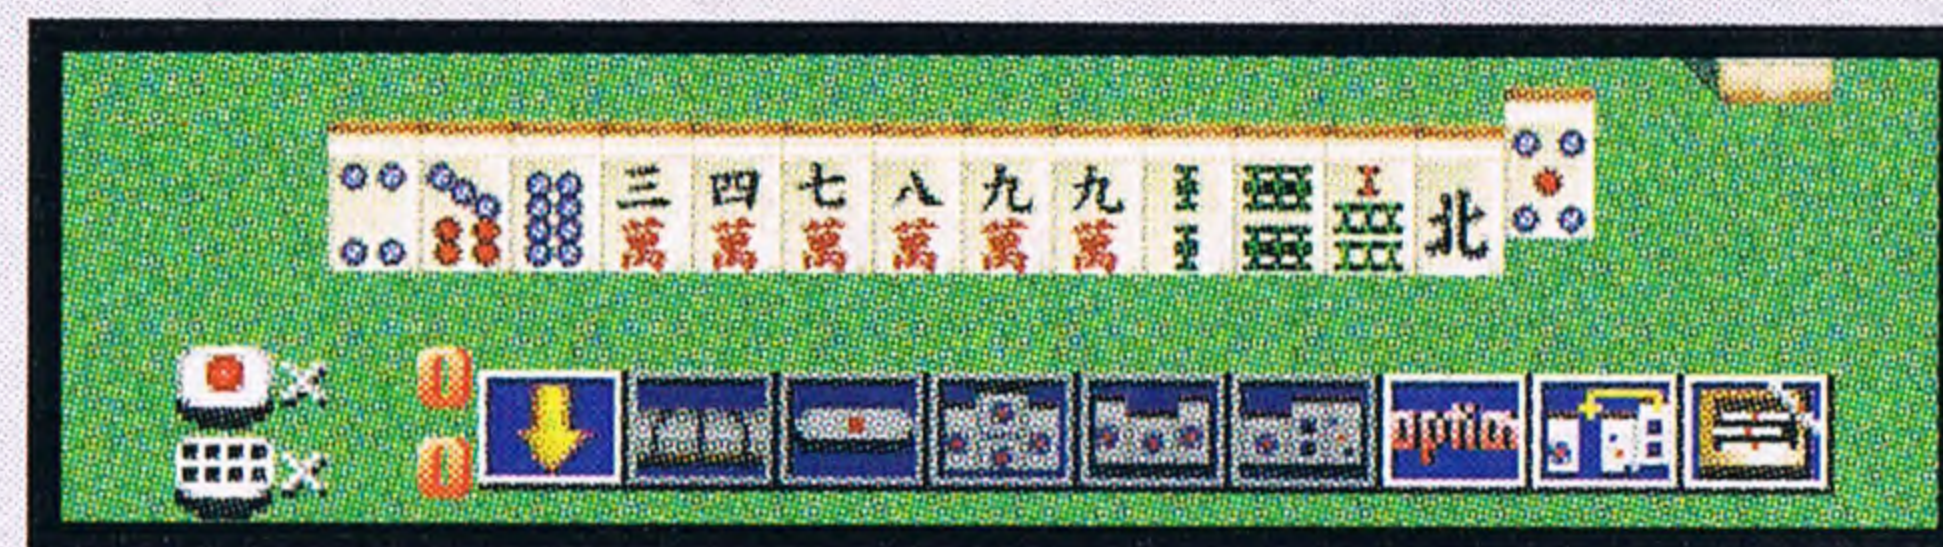 三 四 七 八 九 九
萬 萬 萬 萬 萬 萬 北
× 0
× 0